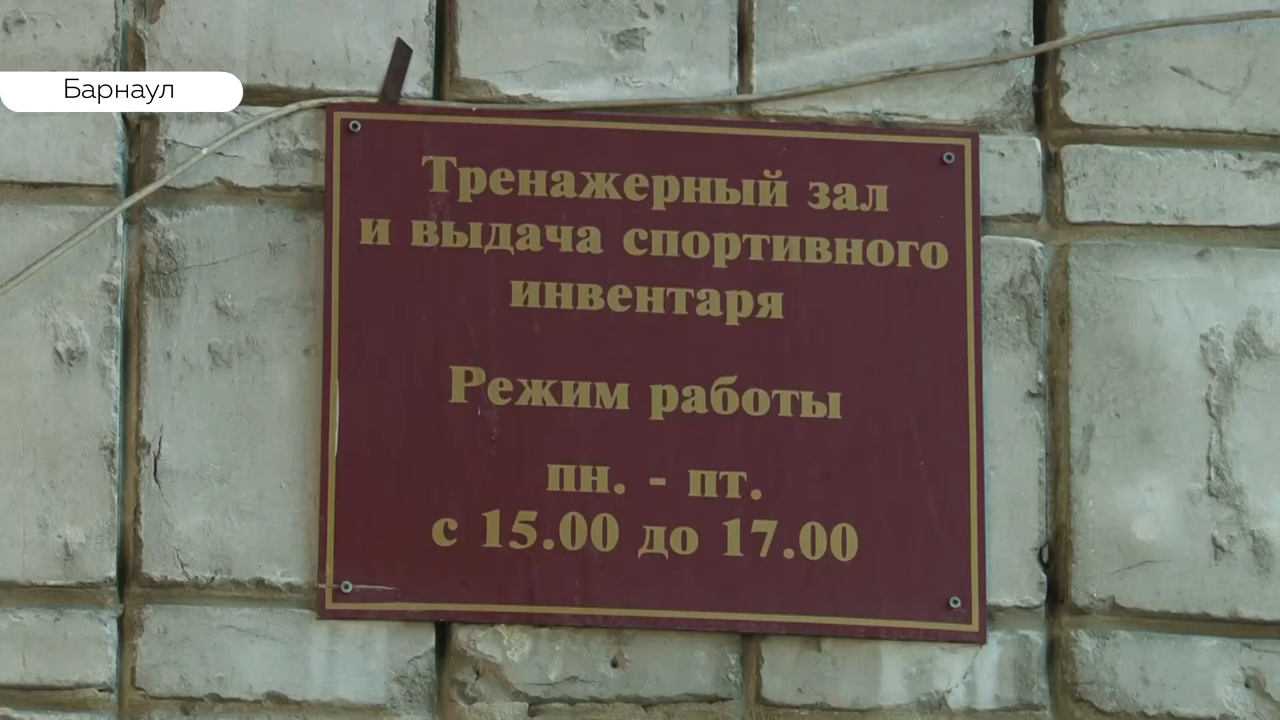 Барнаул
Тренажерный зал
и выдача спортивного
инвентаря
Режим работы
пн. - пт.
с 15.00 до 17.00